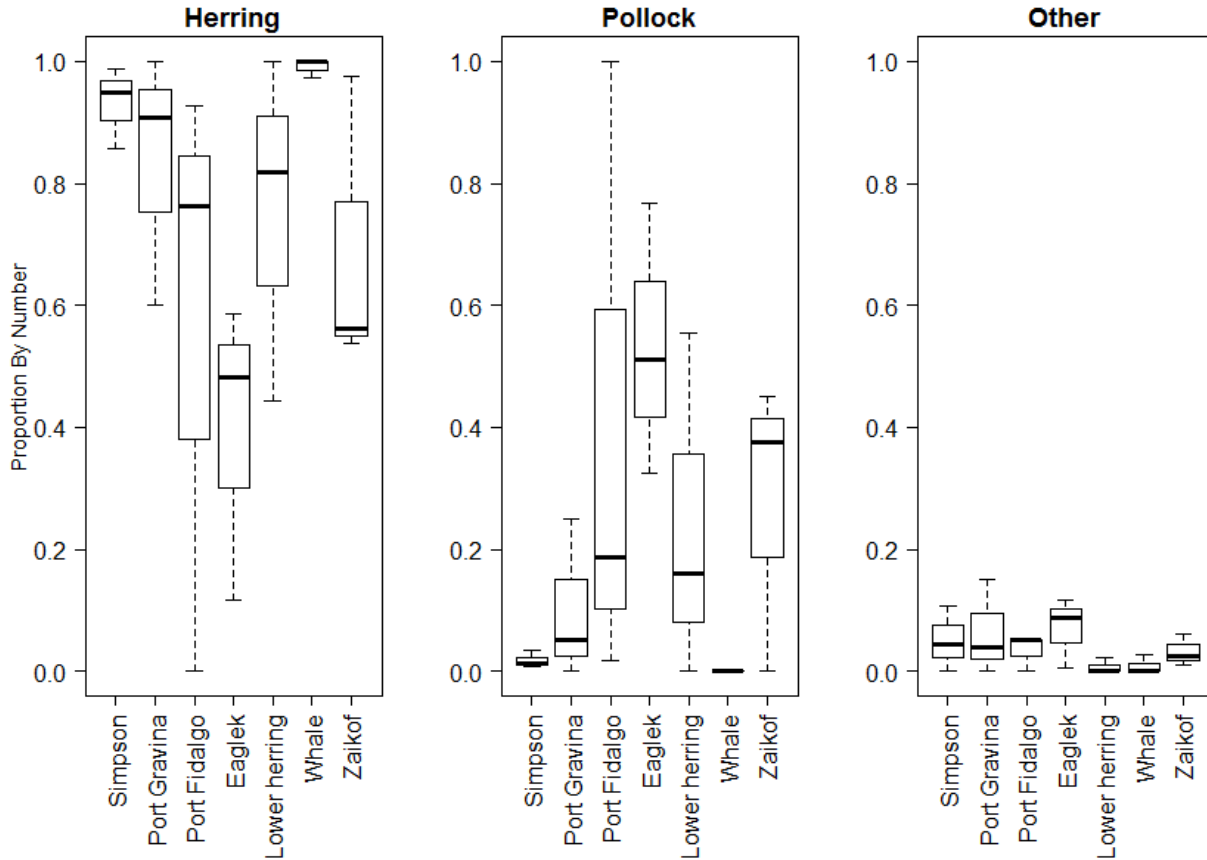 Herring
Pollock
Other
Proportion By Number
1.0
0.8
0.6
0.4
0.2
0.0
Simpson
Port Gravina
Port Fidalgo
Eaglek
Lower herring
Whale
Zaikof
1.0
0.8
0.6
0.4
0.2
0.0
Simpson
Port Gravina
Port Fidalgo
Eaglek
Lower herring
Whale
Zaikof
1.0
0.8
0.6
0.4
0.2
0.0
Simpson
Port Gravina
Port Fidalgo
Eaglek
Lower herring
Whale
Zaikof